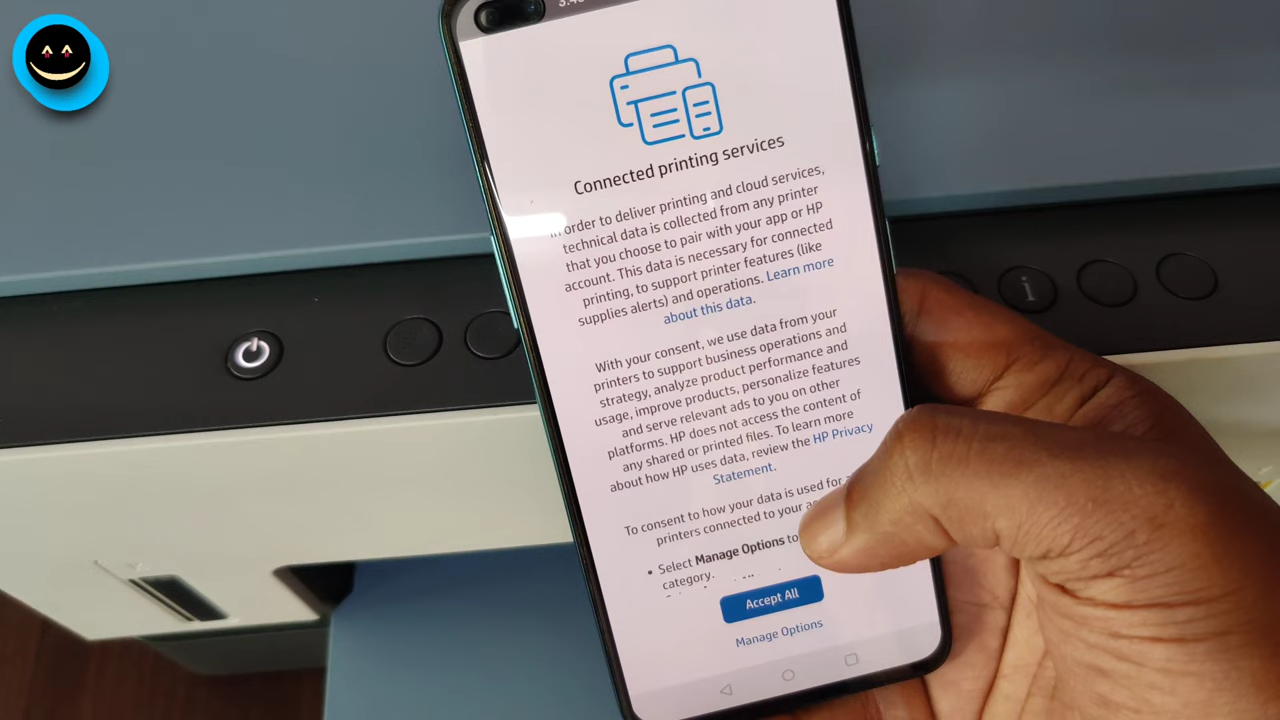 Connected printing services
order to deliver printing and cloud services,
technical data is collected from any printer
that you choose to pair with your app or HP
account. This data is necessary for connected
printing, to support printer features (like
supplies alerts) and operations. Learn more
about this data.
With your consent, we use data from your
printers to support business operations and
strategy, analyze product performance and
usage, improve products, personalize features
and serve relevant ads to you on other
platforms. HP does not access the content of
any shared or printed files. To learn more
about how HP uses data, review the HP Privacy
Statement.
To consent to how your data is used for
printers connected to your
• Select Manage Options to
category.
Accept All
Manage Options
i